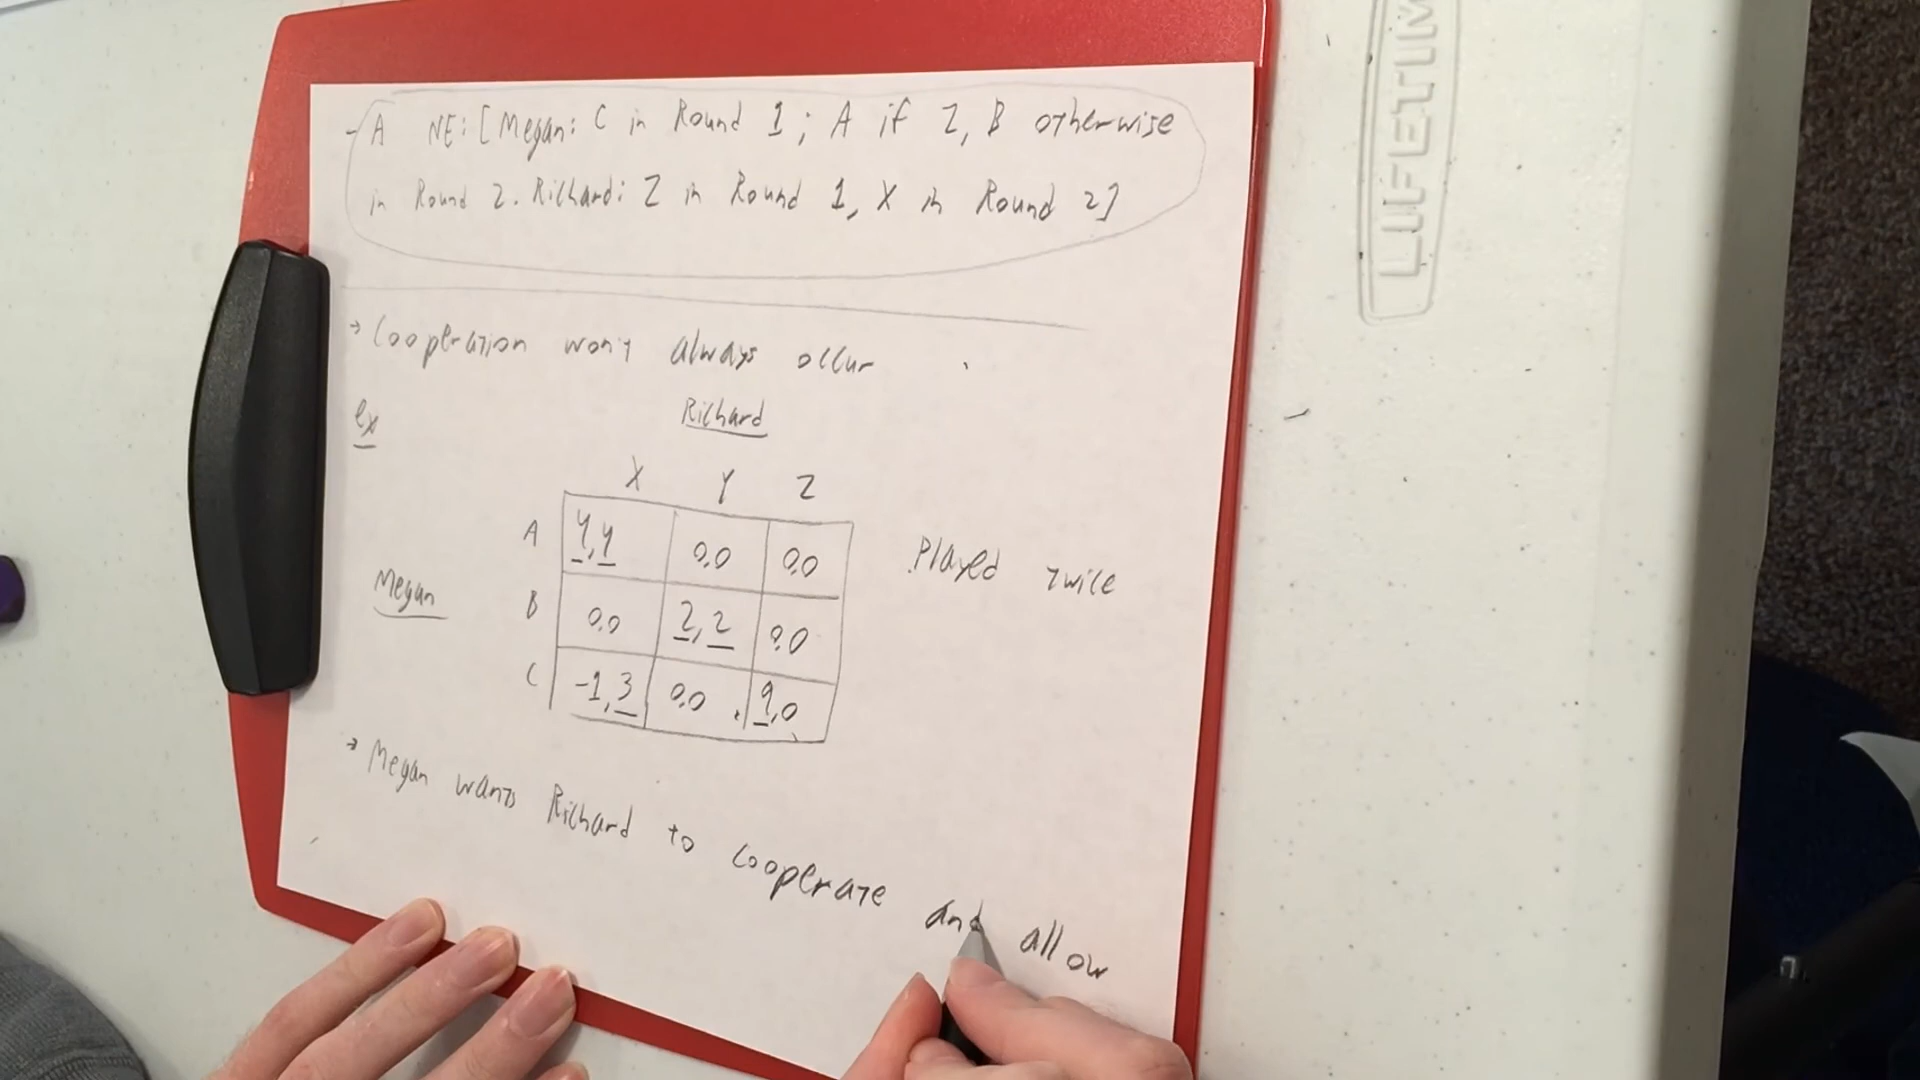 - A NE: [Megan: C in Round 1; A if Z, B otherwise
in Round 2. Richard: Z in Round 1, X in Round 2]
→ Cooperation won't always occur
ex
Richard
X Y Z
A 4,4 0,0 0,0
Played twice
Megan
B 0,0 2,2 0,0
C -1,3 0,0 9,0
→ Megan wants Richard to cooperate and allow
LIFETIM